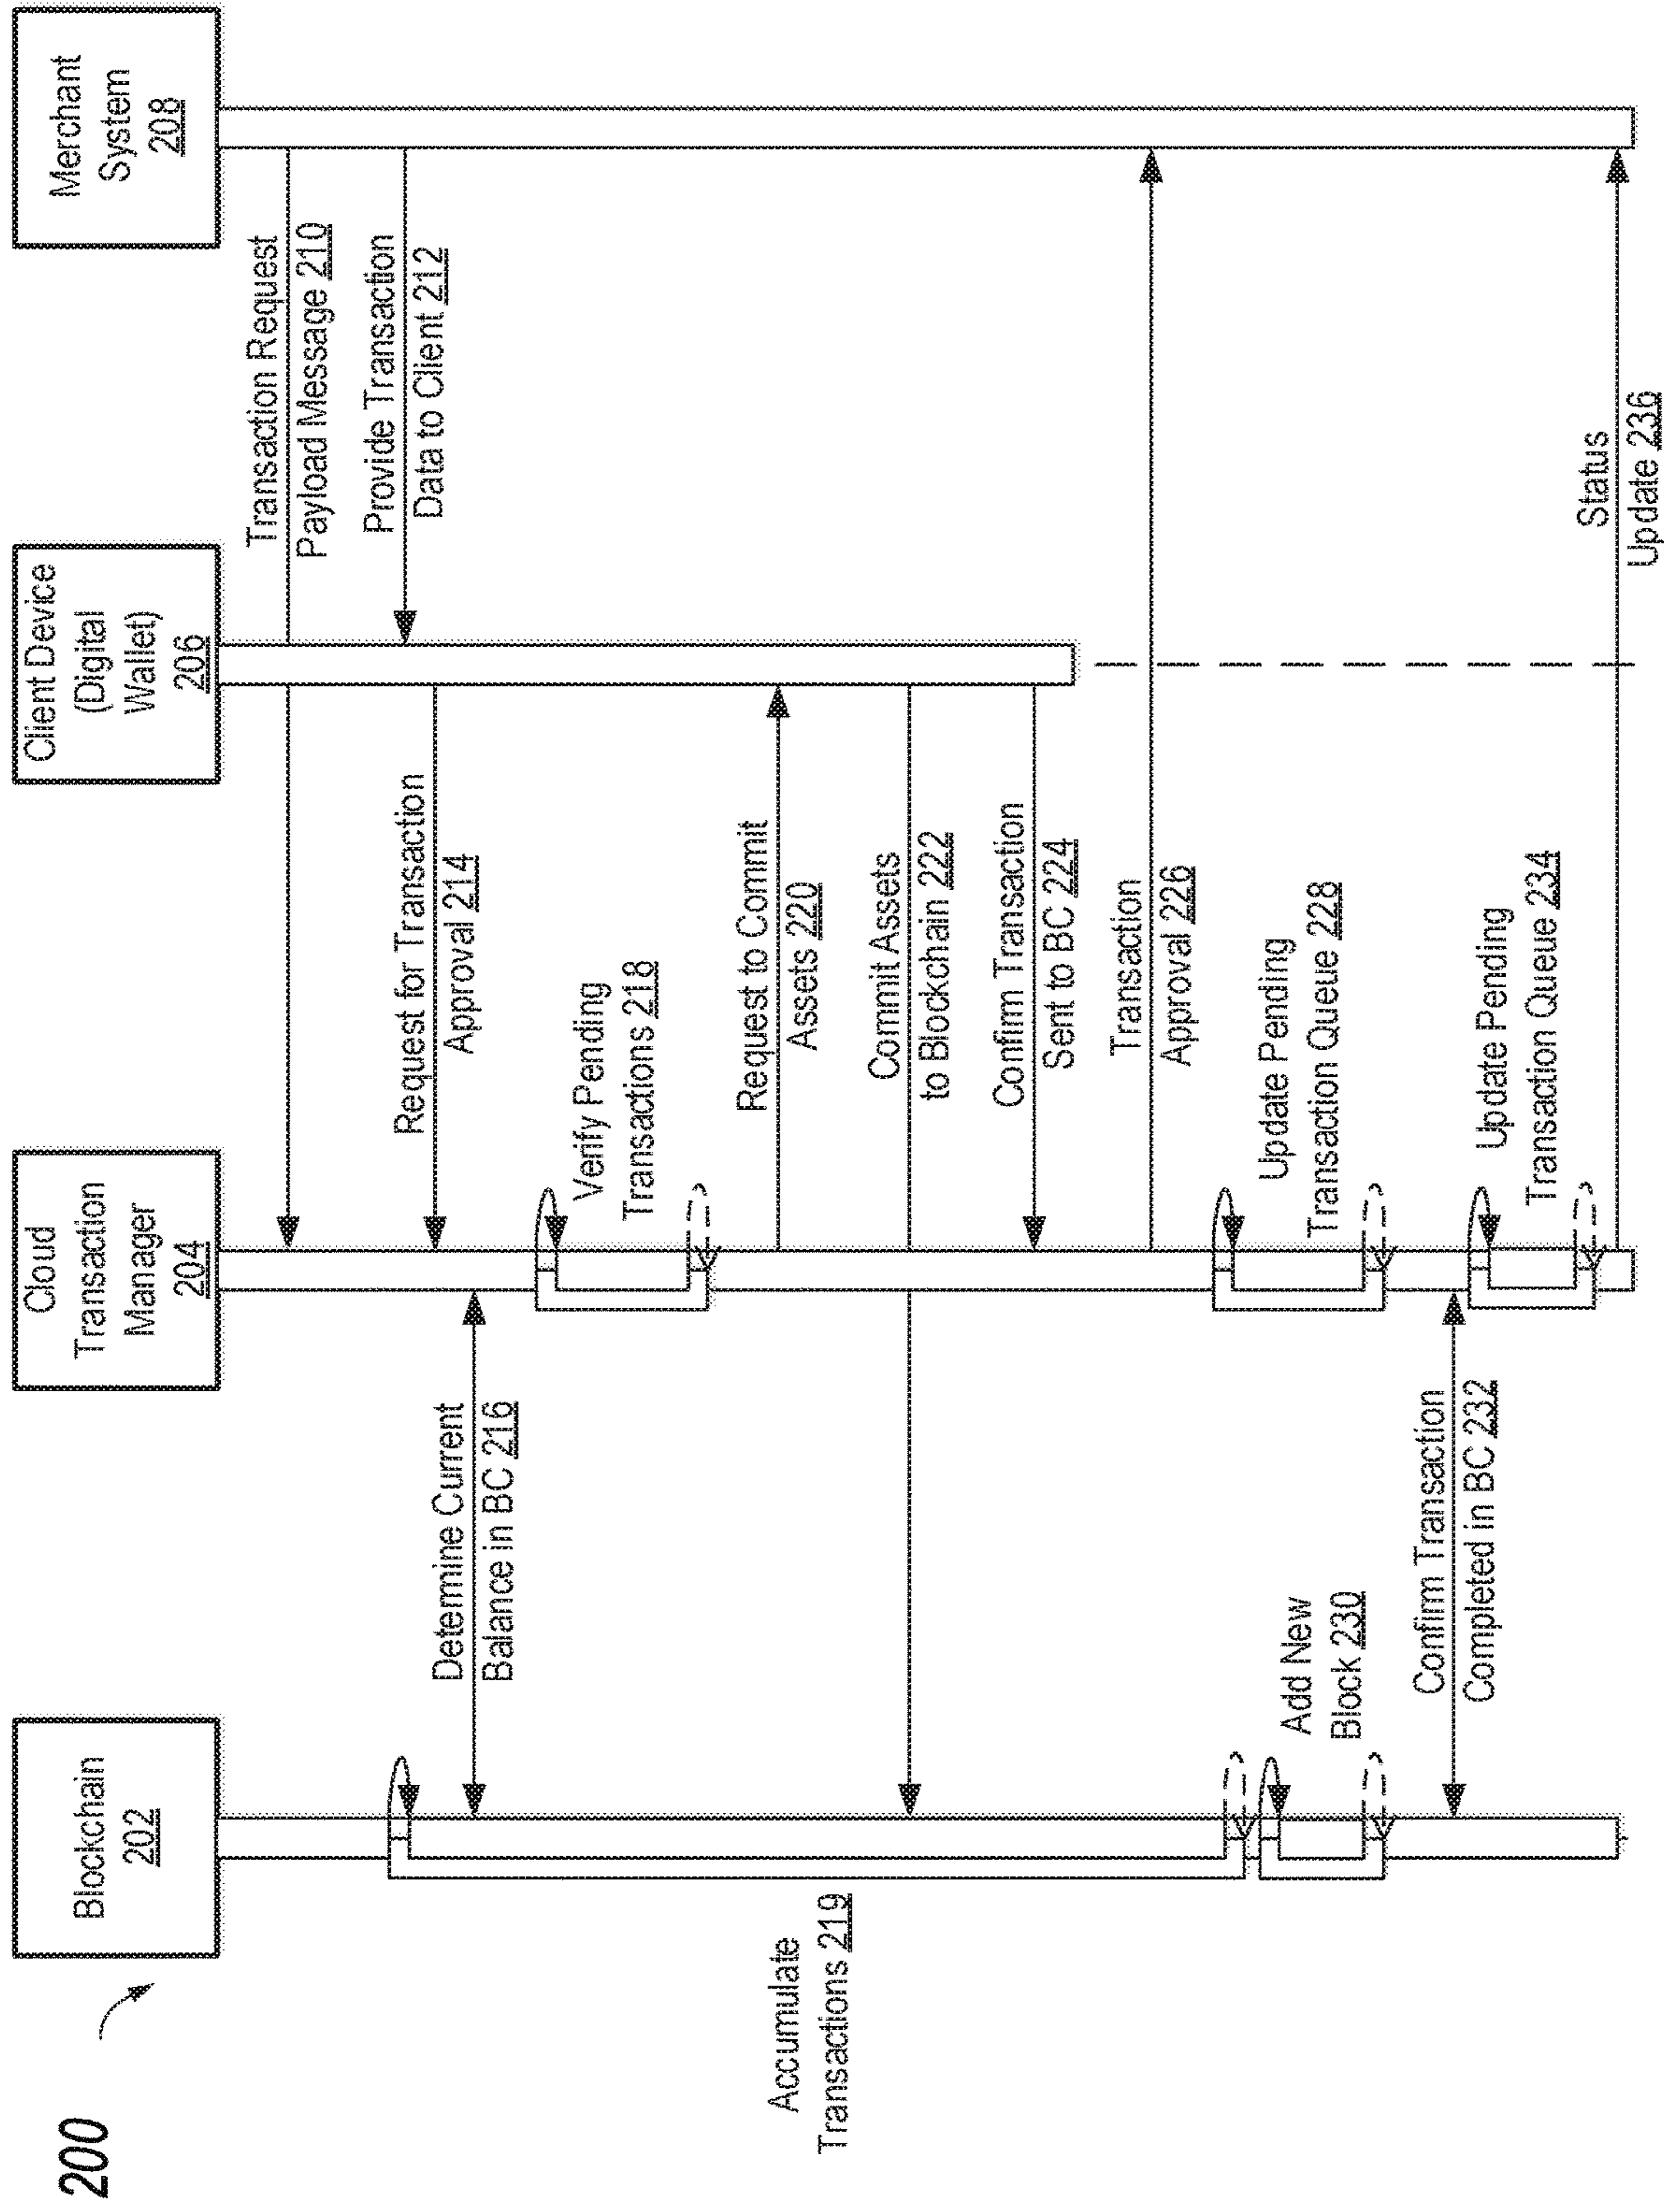 200
Blockchain
202
Cloud
Transaction
Manager
204
Client Device
(Digital
Wallet)
206
Merchant
System
208
Transaction Request
Payload Message 210
Provide Transaction
Data to Client 212
Request for Transaction
Approval 214
Determine Current
Balance in BC 216
Verify Pending
Transactions 218
Accumulate
Transactions 219
Request to Commit
Assets 220
Commit Assets
to Blockchain 222
Confirm Transaction
Sent to BC 224
Transaction
Approval 226
Update Pending
Transaction Queue 228
Add New
Block 230
Confirm Transaction
Completed in BC 232
Update Pending
Transaction Queue 234
Status
Update 236